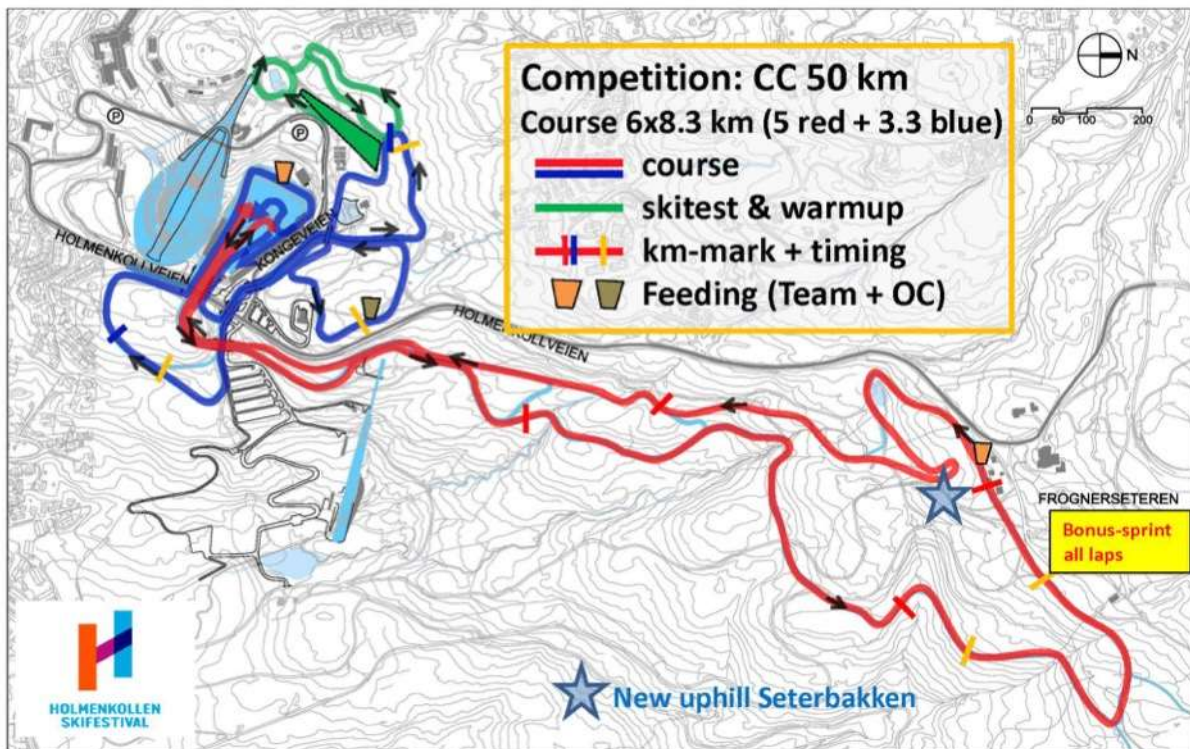 Competition: CC 50 km
Course 6x8.3 km (5 red + 3.3 blue)
course
skitest & warmup
km-mark + timing
Feeding (Team + OC)
N
0 50 100 200
P
P
HOLMENKOLLVEIEN
KONGEVEIEN
HOLMENKOLLVEIEN
FROGNERSETEREN
Bonus-sprint
all laps
New uphill Seterbakken
HOLMENKOLLEN
SKIFESTIVAL